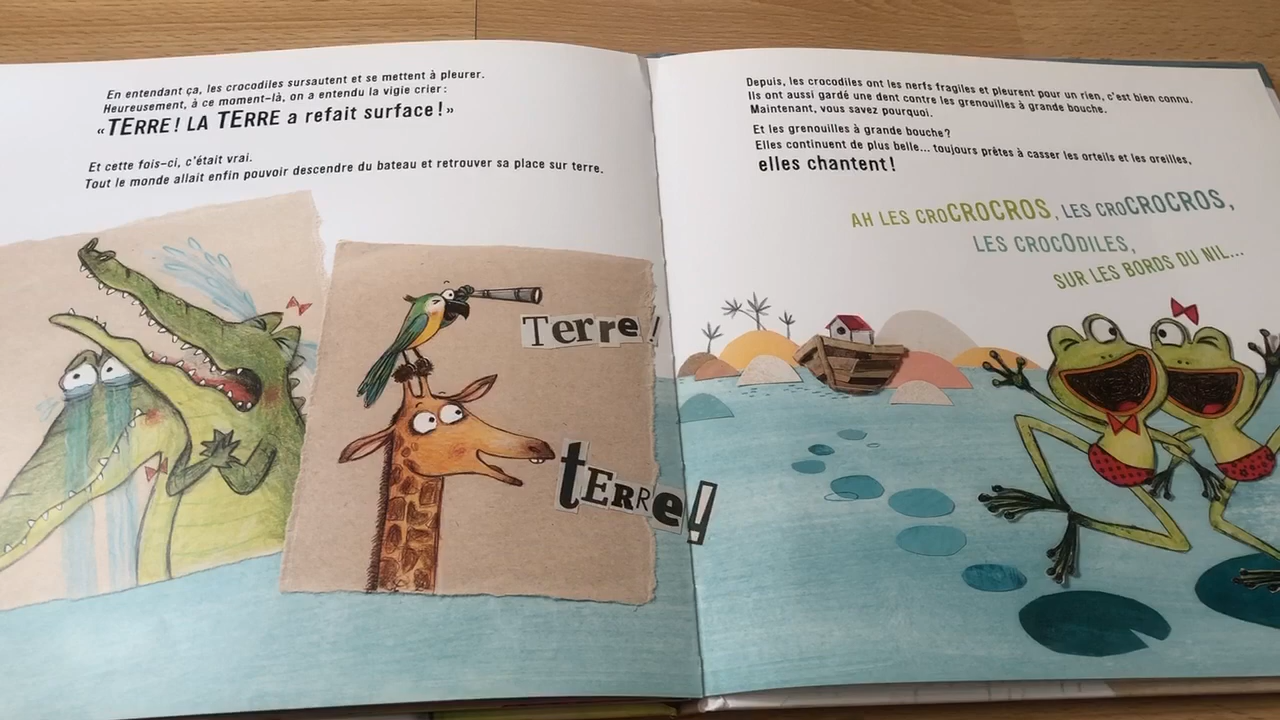 En entendant ça, les crocodiles sursautent et se mettent à pleurer.
Heureusement, à ce moment-là, on a entendu la vigie crier :
« TERRE ! LA TERRE a refait surface ! »
Et cette fois-ci, c'était vrai.
Tout le monde allait enfin pouvoir descendre du bateau et retrouver sa place sur terre.
Terre !
tERRe !
Depuis, les crocodiles ont les nerfs fragiles et pleurent pour un rien, c'est bien connu.
Ils ont aussi gardé une dent contre les grenouilles à grande bouche.
Maintenant, vous savez pourquoi.
Et les grenouilles à grande bouche ?
Elles continuent de plus belle... toujours prêtes à casser les orteils et les oreilles,
elles chantent !
AH LES CROCROCROS, LES CROCROCROS,
LES CROCODILES,
SUR LES BORDS DU NIL...